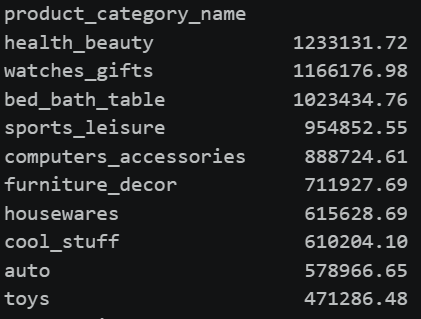 product_category_name
health_beauty 1233131.72
watches_gifts 1166176.98
bed_bath_table 1023434.76
sports_leisure 954852.55
computers_accessories 888724.61
furniture_decor 711927.69
housewares 615628.69
cool_stuff 610204.10
auto 578966.65
toys 471286.48